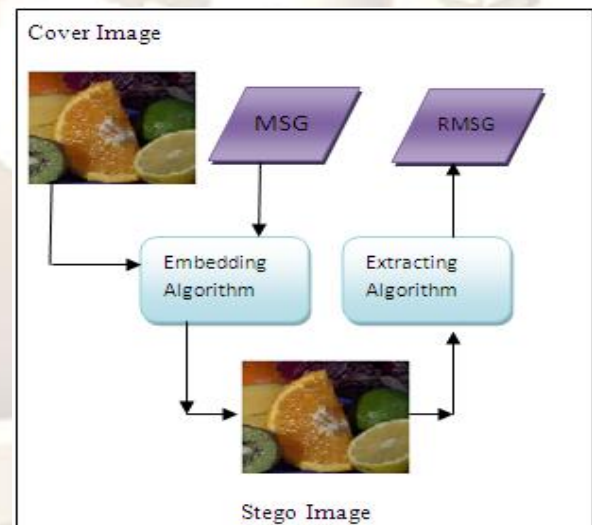 Cover Image
MSG
RMSG
Embedding
Algorithm
Extracting
Algorithm
Stego Image